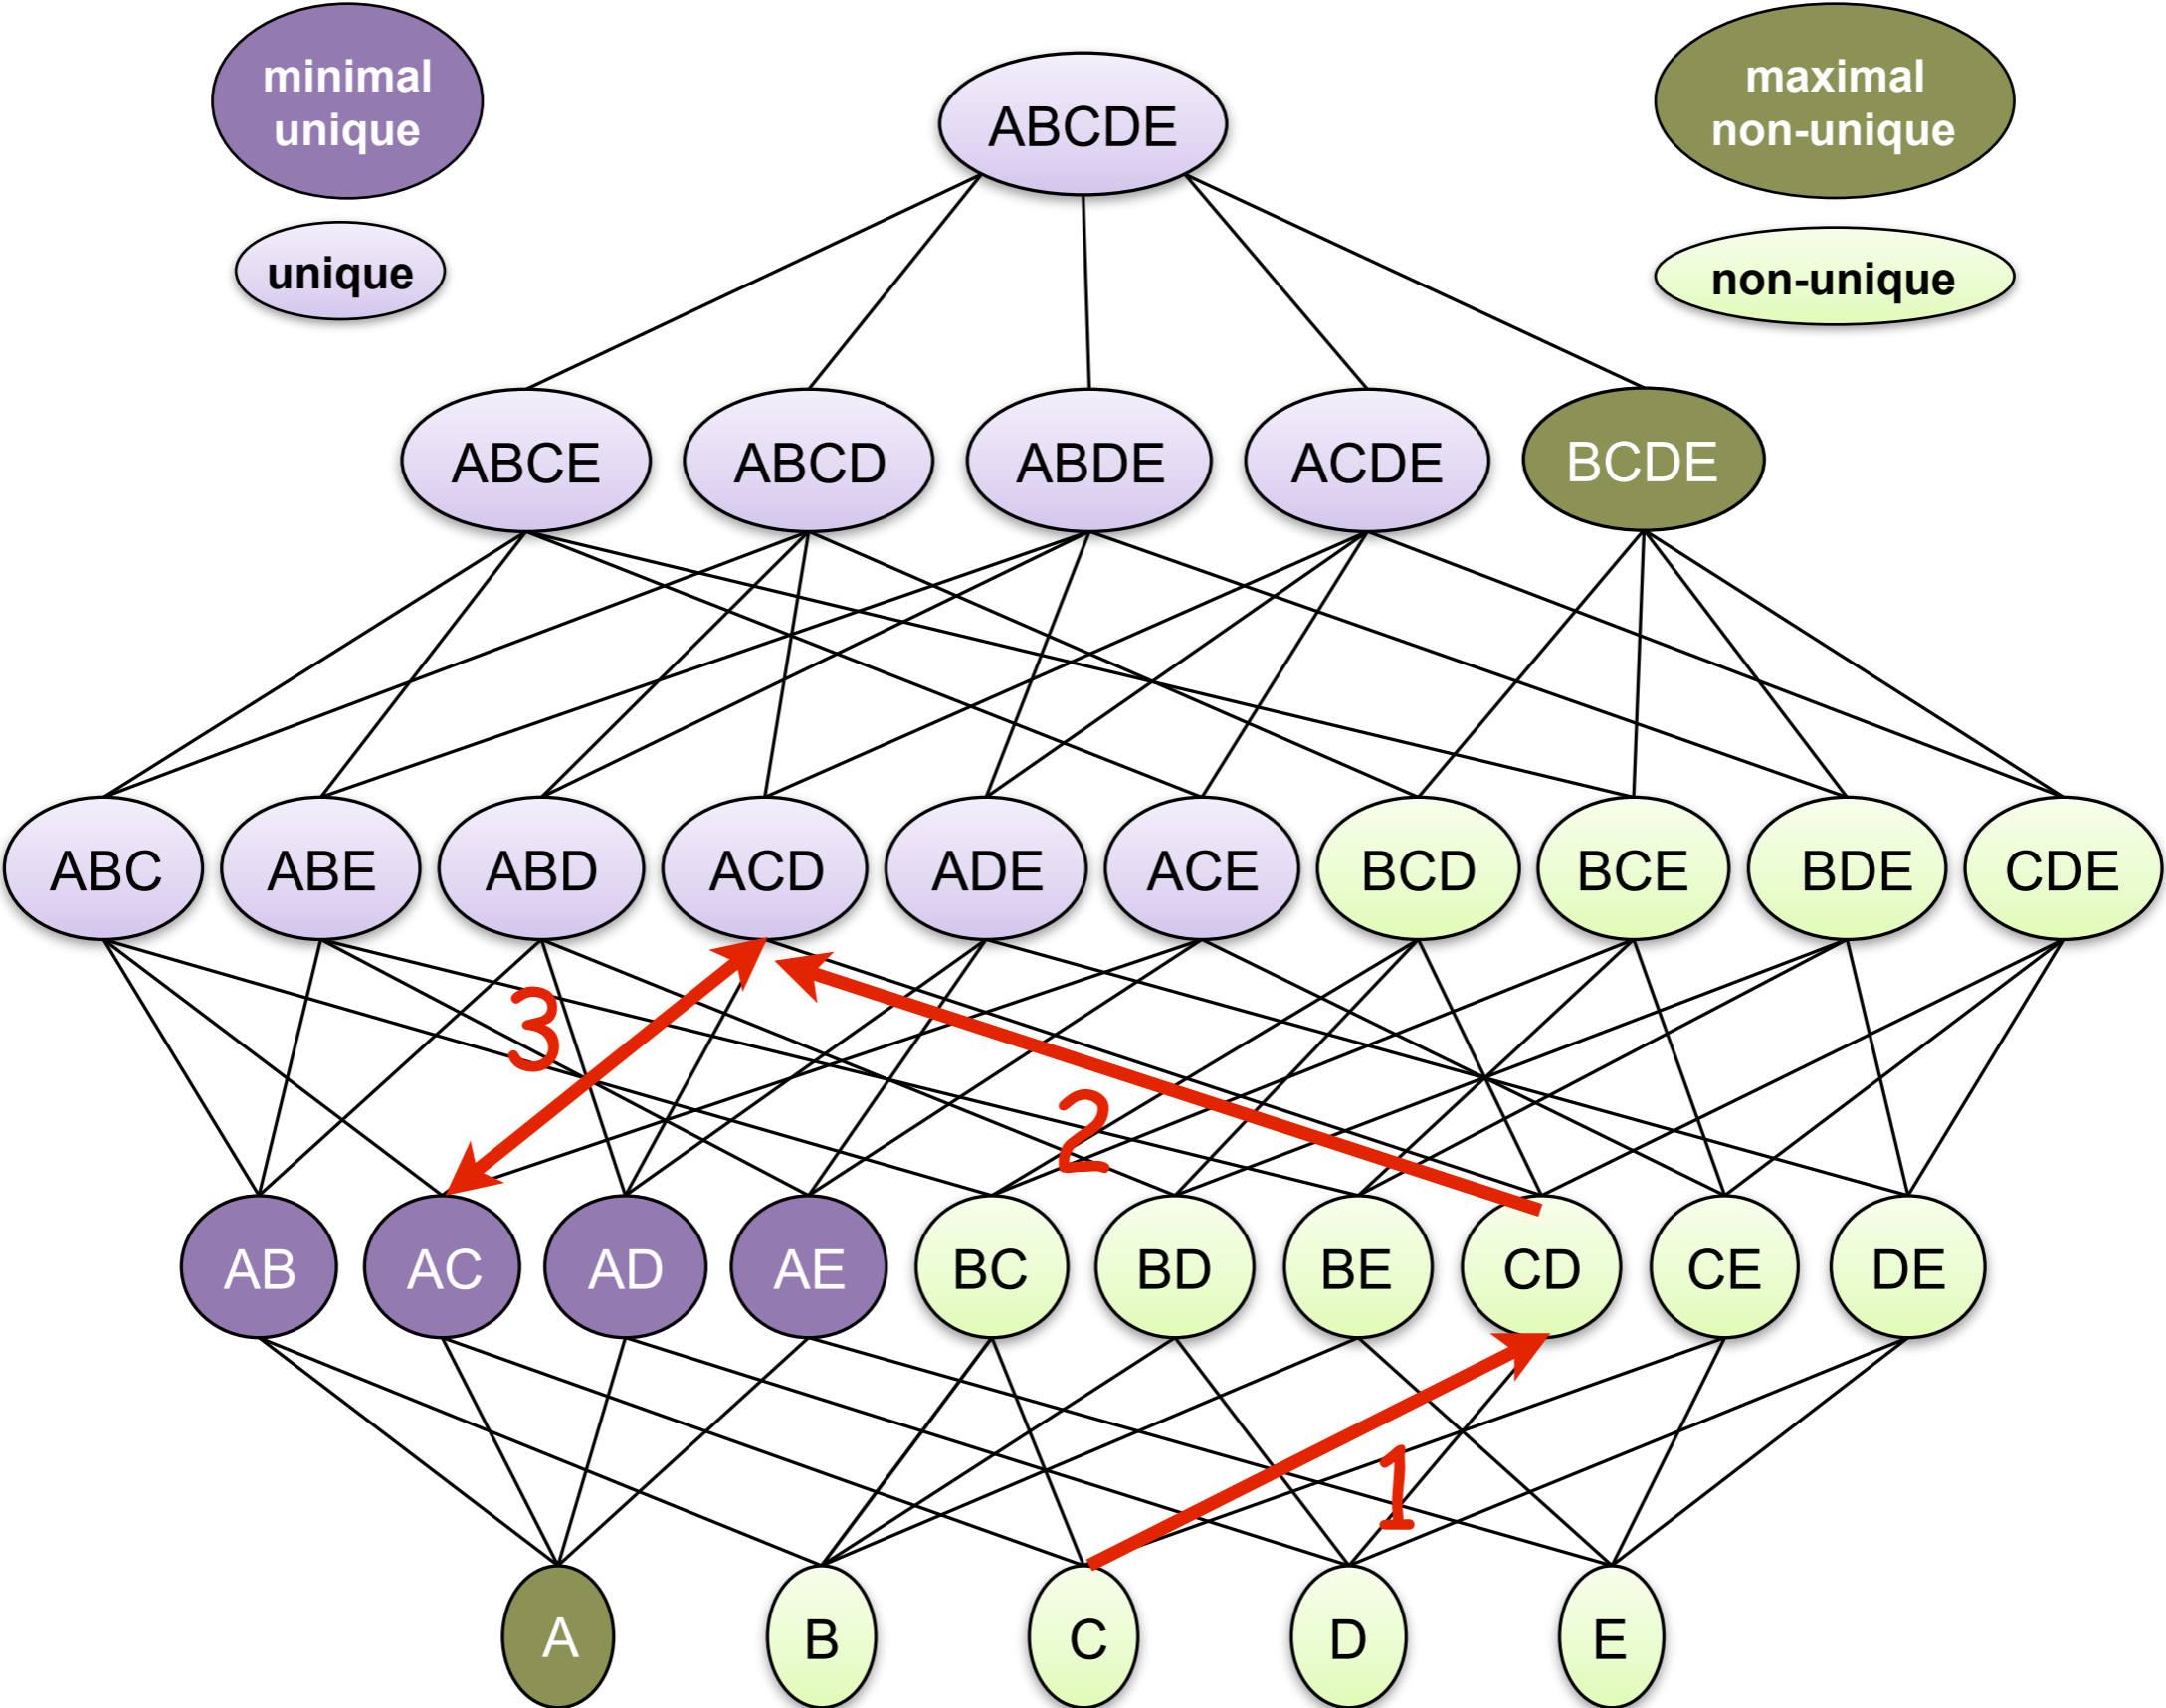 minimal
unique
maximal
non-unique
ABCDE
unique
non-unique
ABCE
ABCD
ABDE
ACDE
BCDE
ABC
ABE
ABD
ACD
ADE
ACE
BCD
BCE
BDE
CDE
3
2
AB
AC
AD
AE
BC
BD
BE
CD
CE
DE
1
A
B
C
D
E